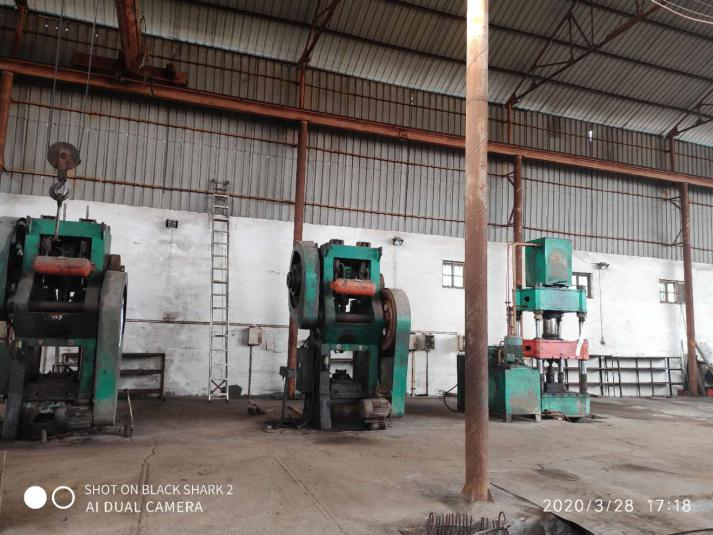 SHOT ON BLACK SHARK 2
AI DUAL CAMERA
2020/3/28 17:18